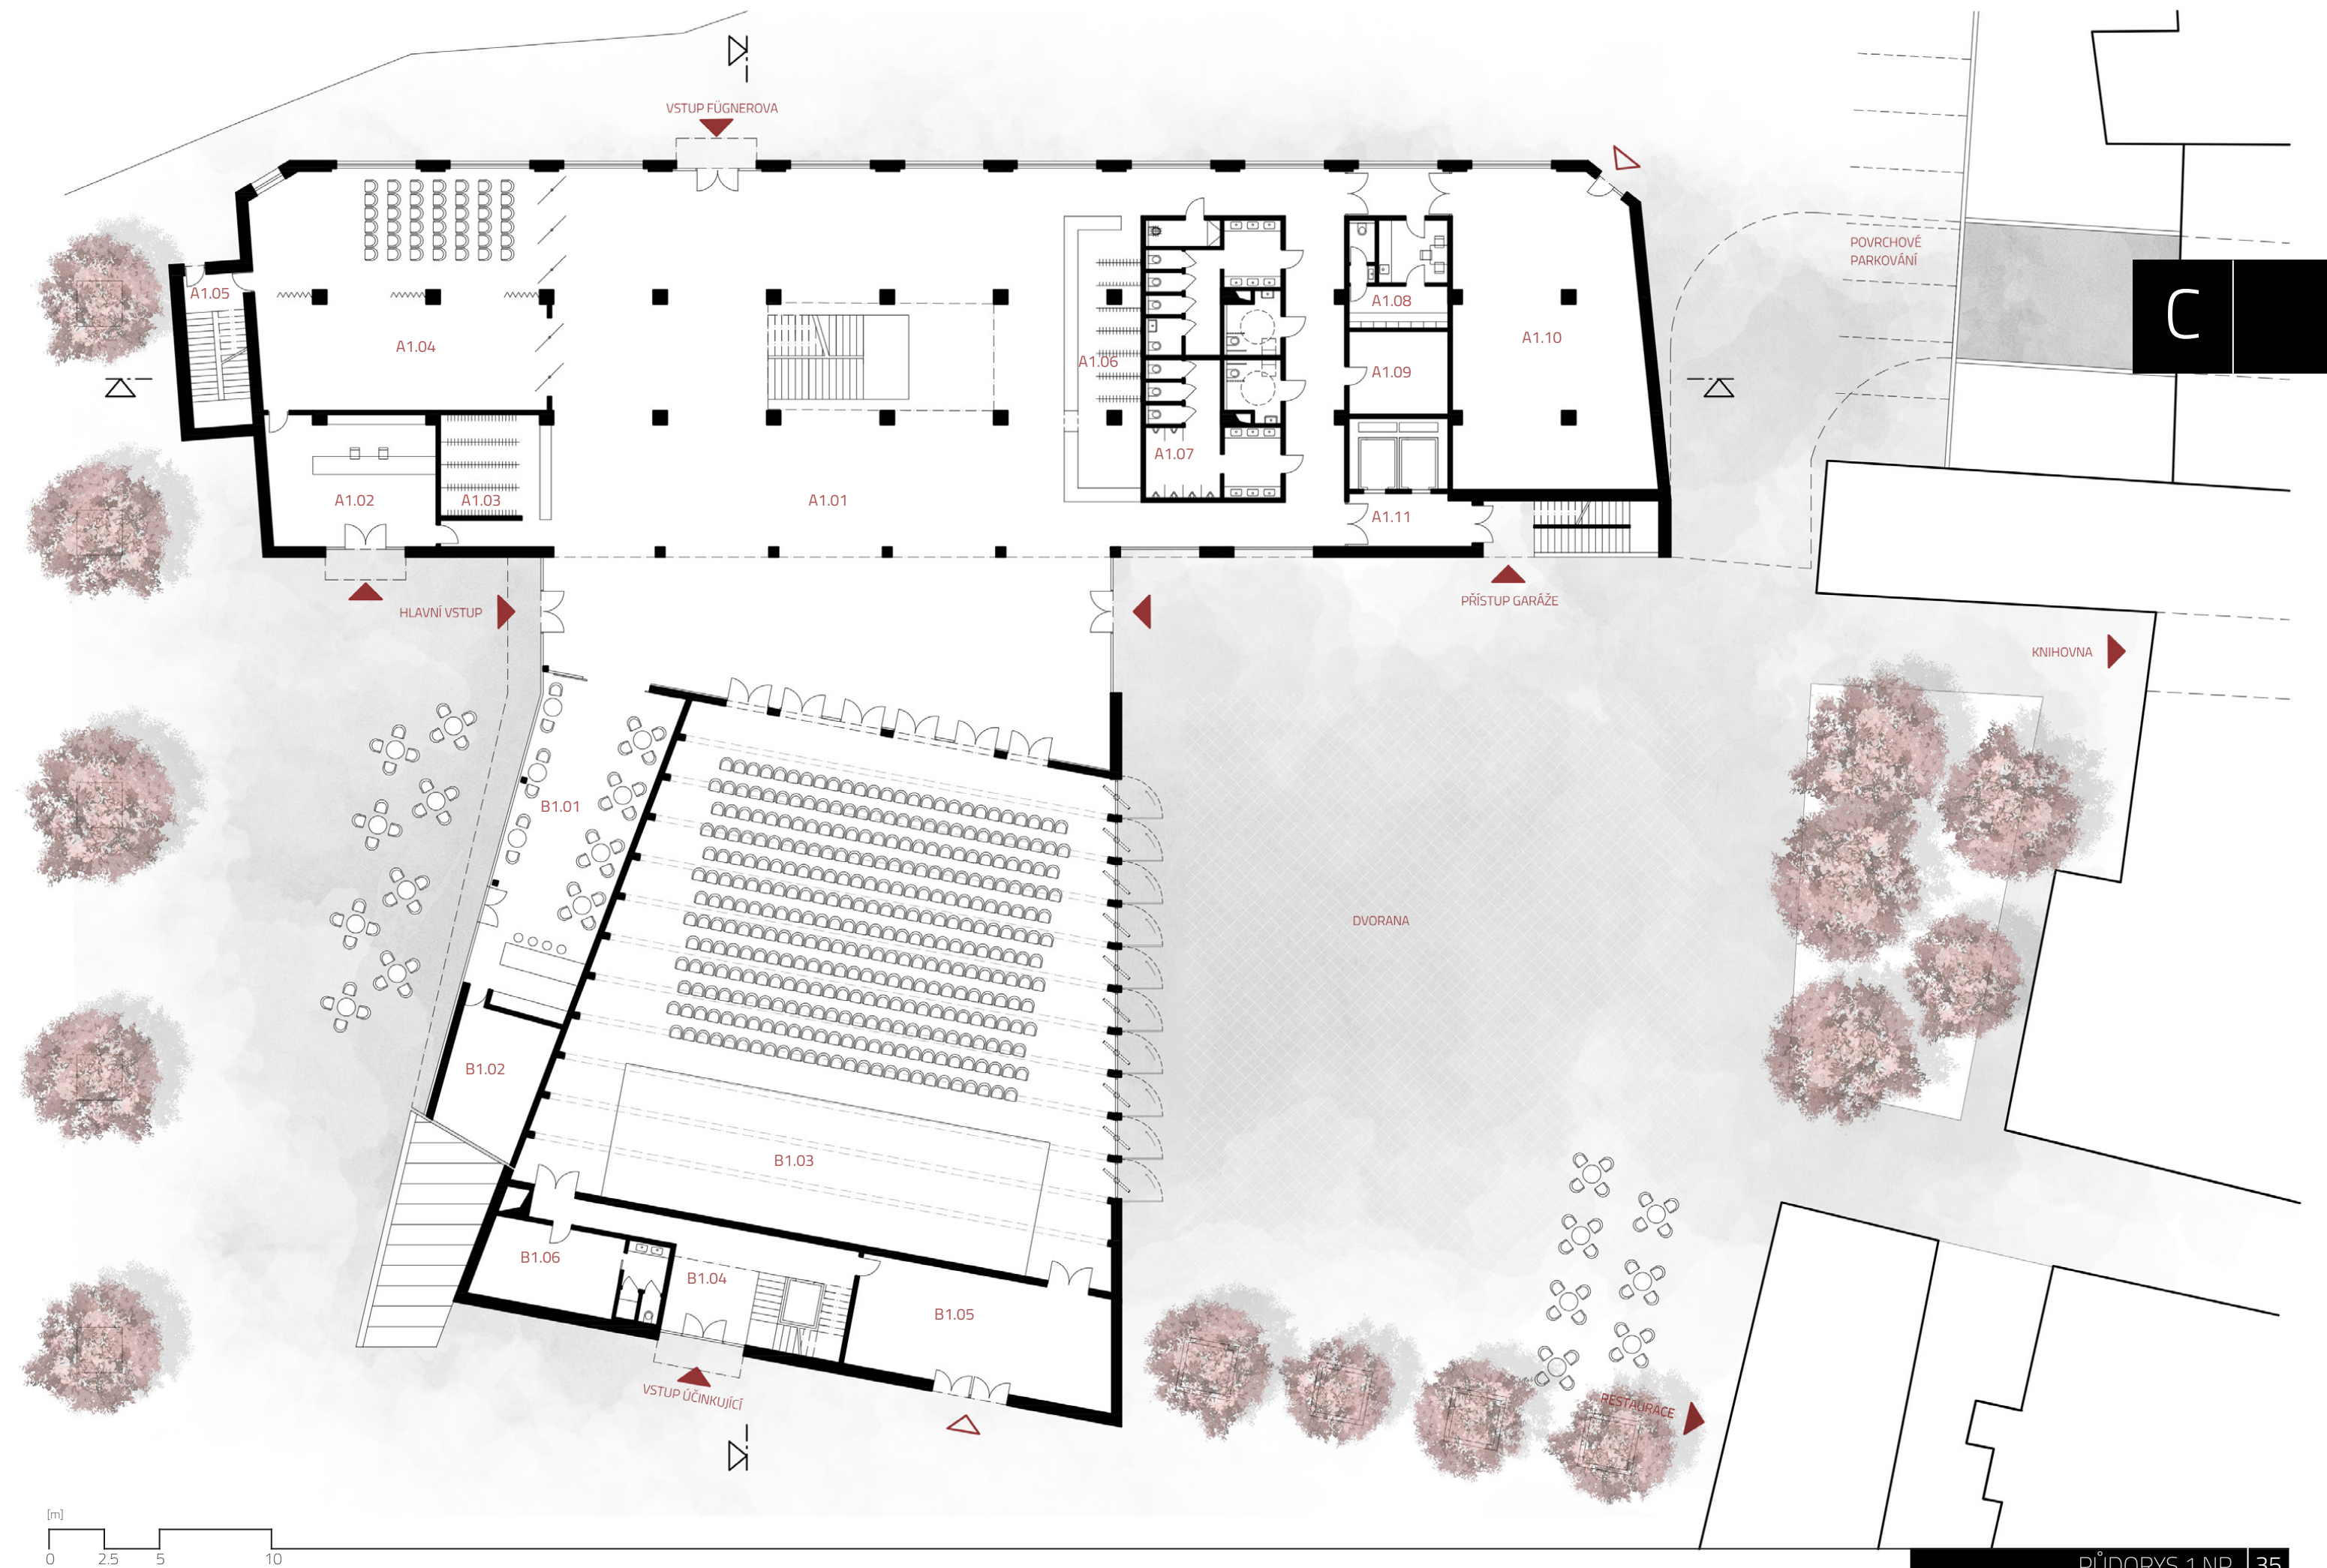 VSTUP FÜGNEROVA
POVRCHOVÉ
PARKOVÁNÍ
C
A1.05
A1.08
A1.10
A1.04
A1.06
A1.09
A1.07
A1.02
A1.03
A1.01
A1.11
HLAVNÍ VSTUP
PŘÍSTUP GARÁŽE
KNIHOVNA
B1.01
DVORANA
B1.02
B1.03
B1.06
B1.04
B1.05
VSTUP ÚČINKUJÍCÍ
RESTAURACE
[m]
0 2.5 5 10
PŮDORYS 1.NP 35